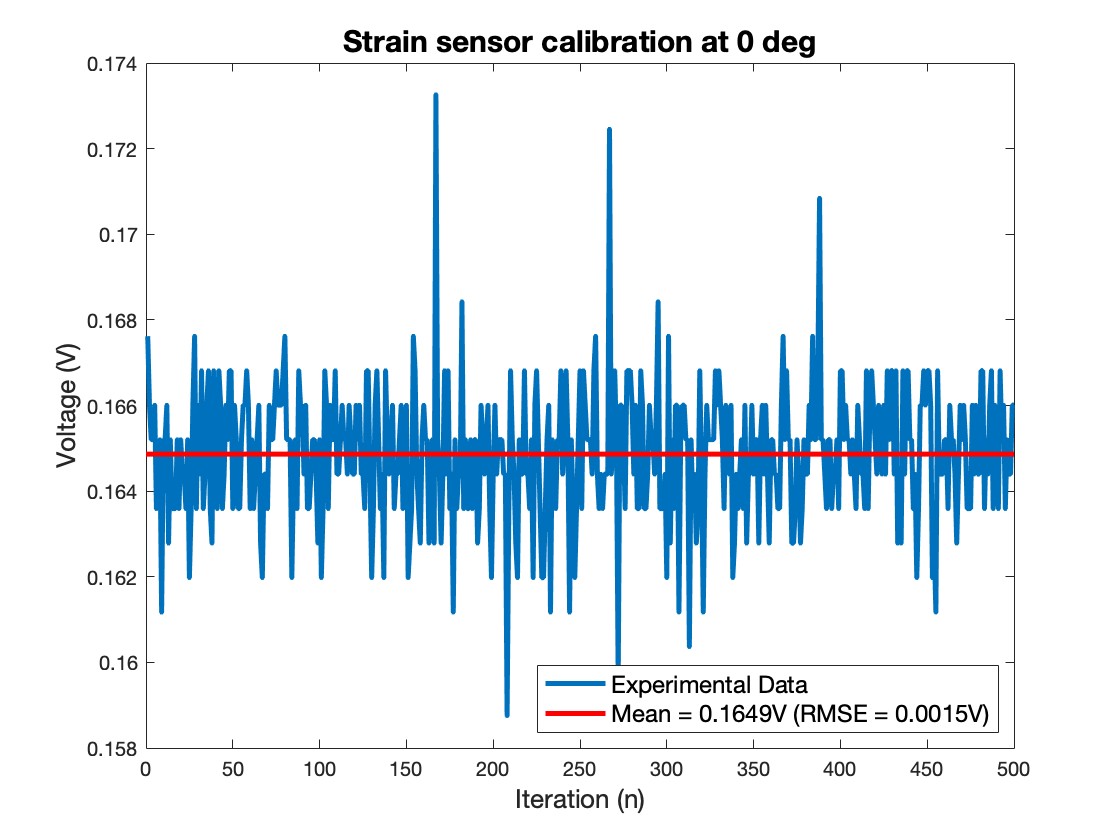 Strain sensor calibration at 0 deg
0.174
0.172
0.17
0.168
0.166
0.164
0.162
0.16
0.158
Voltage (V)
Experimental Data
Mean = 0.1649V (RMSE = 0.0015V)
0 50 100 150 200 250 300 350 400 450 500
Iteration (n)